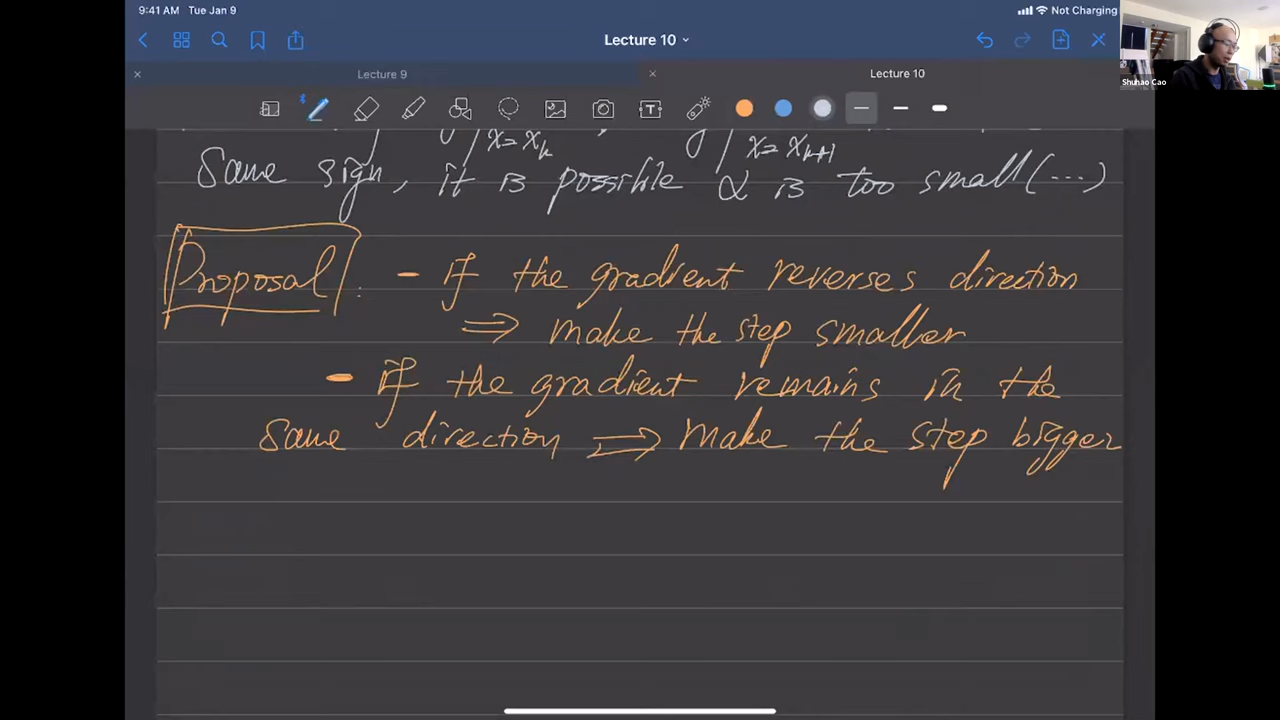 9:41 AM Tue Jan 9
Not Charging
Lecture 10
Shuhao Cao
Lecture 9
Lecture 10
T
x = x_k
x = x_{k+1}
Same sign, it is possible α is too small (...)
Proposal : - If the gradient reverses direction
⇒ make the step smaller
- If the gradient remains in the
same direction ⇒ make the step bigger